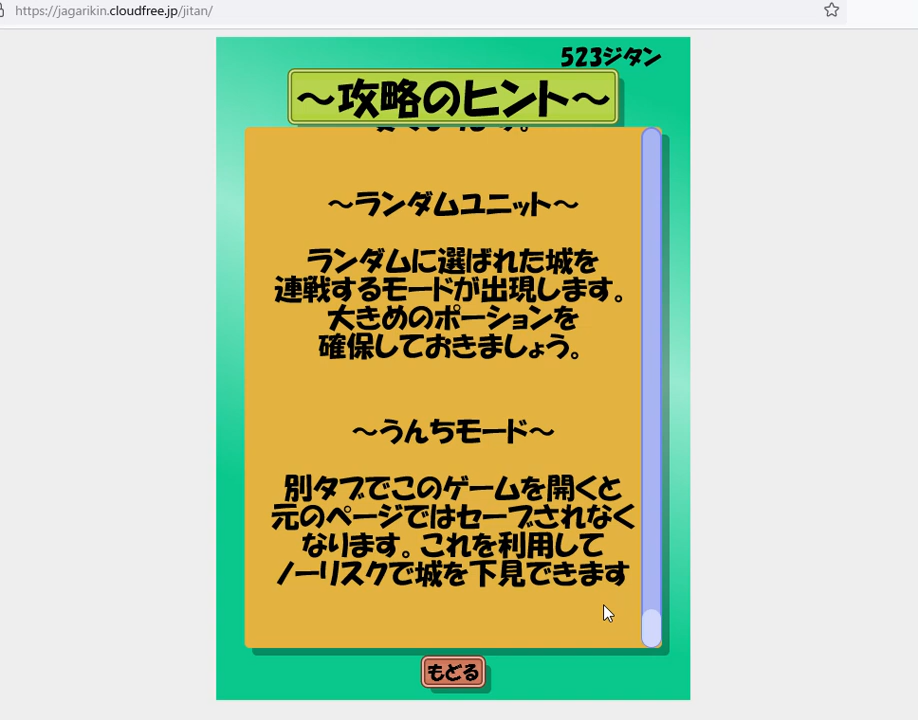 https://jagarikin.cloudfree.jp/jitan/
523ジタン
～攻略のヒント～
～ランダムユニット～
ランダムに選ばれた城を
連戦するモードが出現します。
大きめのポーションを
確保しておきましょう。
～うんちモード～
別タブでこのゲームを開くと
元のページではセーブされなく
なります。これを利用して
ノーリスクで城を下見できます
もどる